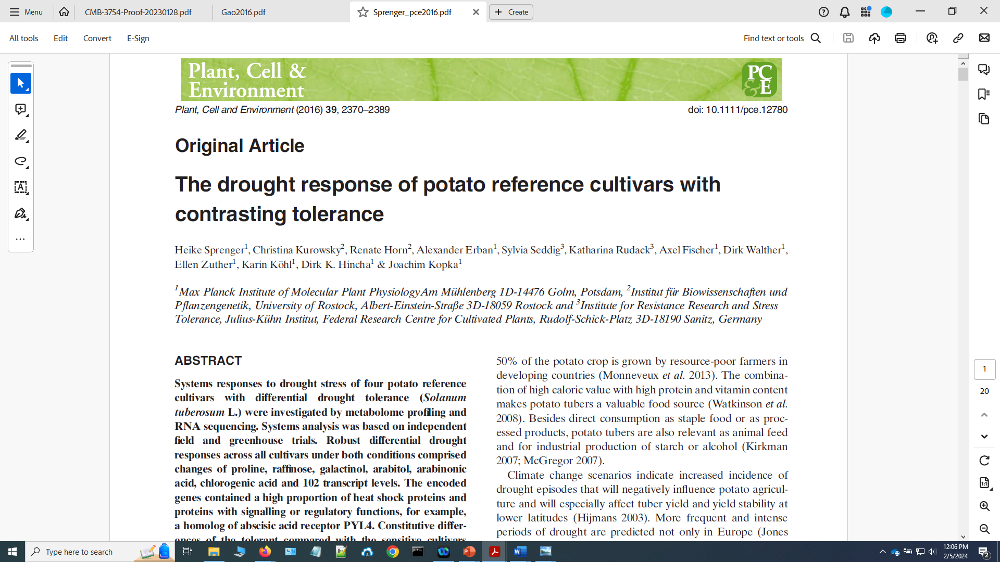 Menu
CMB-3754-Proof-20230128.pdf
Gao2016.pdf
Sprenger_pce2016.pdf
Create
All tools
Edit
Convert
E-Sign
Find text or tools
Plant, Cell &
Environment
PC
&E
Plant, Cell and Environment (2016) 39, 2370–2389
doi: 10.1111/pce.12780
Original Article
The drought response of potato reference cultivars with
contrasting tolerance
Heike Sprenger1, Christina Kurowsky2, Renate Horn2, Alexander Erban1, Sylvia Seddig3, Katharina Rudack3, Axel Fischer1, Dirk Walther1,
Ellen Zuther1, Karin Köhl1, Dirk K. Hincha1 & Joachim Kopka1
1Max Planck Institute of Molecular Plant PhysiologyAm Mühlenberg 1D-14476 Golm, Potsdam, 2Institut für Biowissenschaften und
Pflanzengenetik, University of Rostock, Albert-Einstein-Straße 3D-18059 Rostock and 3Institute for Resistance Research and Stress
Tolerance, Julius-Kühn Institut, Federal Research Centre for Cultivated Plants, Rudolf-Schick-Platz 3D-18190 Sanitz, Germany
ABSTRACT
Systems responses to drought stress of four potato reference
cultivars with differential drought tolerance (Solanum
tuberosum L.) were investigated by metabolome profiling and
RNA sequencing. Systems analysis was based on independent
field and greenhouse trials. Robust differential drought
responses across all cultivars under both conditions comprised
changes of proline, raffinose, galactinol, arabitol, arabinonic
acid, chlorogenic acid and 102 transcript levels. The encoded
genes contained a high proportion of heat shock proteins and
proteins with signalling or regulatory functions, for example,
a homolog of abscisic acid receptor PYL4. Constitutive differ-
ences of the tolerant compared with the sensitive cultivars
50% of the potato crop is grown by resource-poor farmers in
developing countries (Monneveux et al. 2013). The combina-
tion of high caloric value with high protein and vitamin content
makes potato tubers a valuable food source (Watkinson et al.
2008). Besides direct consumption as staple food or as proc-
essed products, potato tubers are also relevant as animal feed
and for industrial production of starch or alcohol (Kirkman
2007; McGregor 2007).
Climate change scenarios indicate increased incidence of
drought episodes that will negatively influence potato agricul-
ture and will especially affect tuber yield and yield stability at
lower latitudes (Hijmans 2003). More frequent and intense
periods of drought are predicted not only in Europe (Jones
1
20
Type here to search
12:06 PM
2/5/2024
2